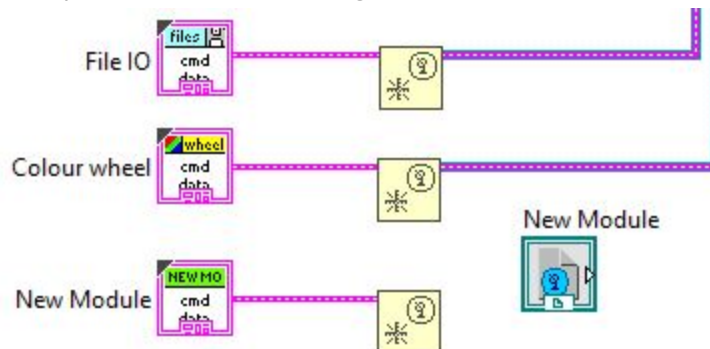 files
File IO
cmd
data
wheel
Colour wheel
cmd
data
New Module
NEW MO
New Module
cmd
data